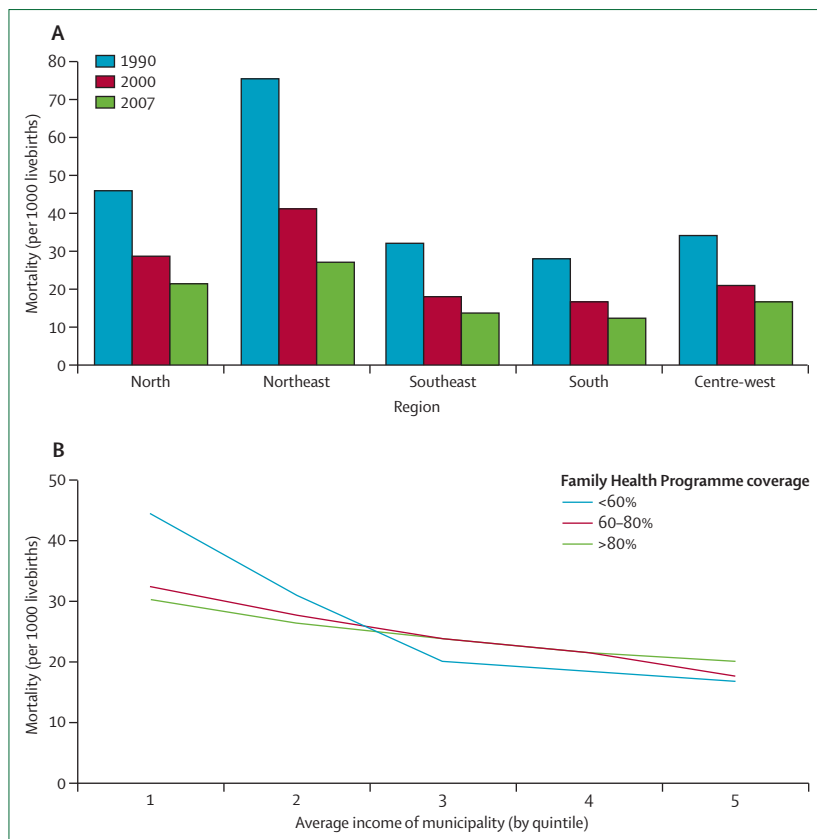 A
80
70
60
50
40
30
20
10
0
Mortality (per 1000 livebirths)
1990
2000
2007
North
Northeast
Southeast
South
Centre-west
Region
B
50
40
30
20
10
0
Mortality (per 1000 livebirths)
Family Health Programme coverage
<60%
60–80%
>80%
1
2
3
4
5
Average income of municipality (by quintile)